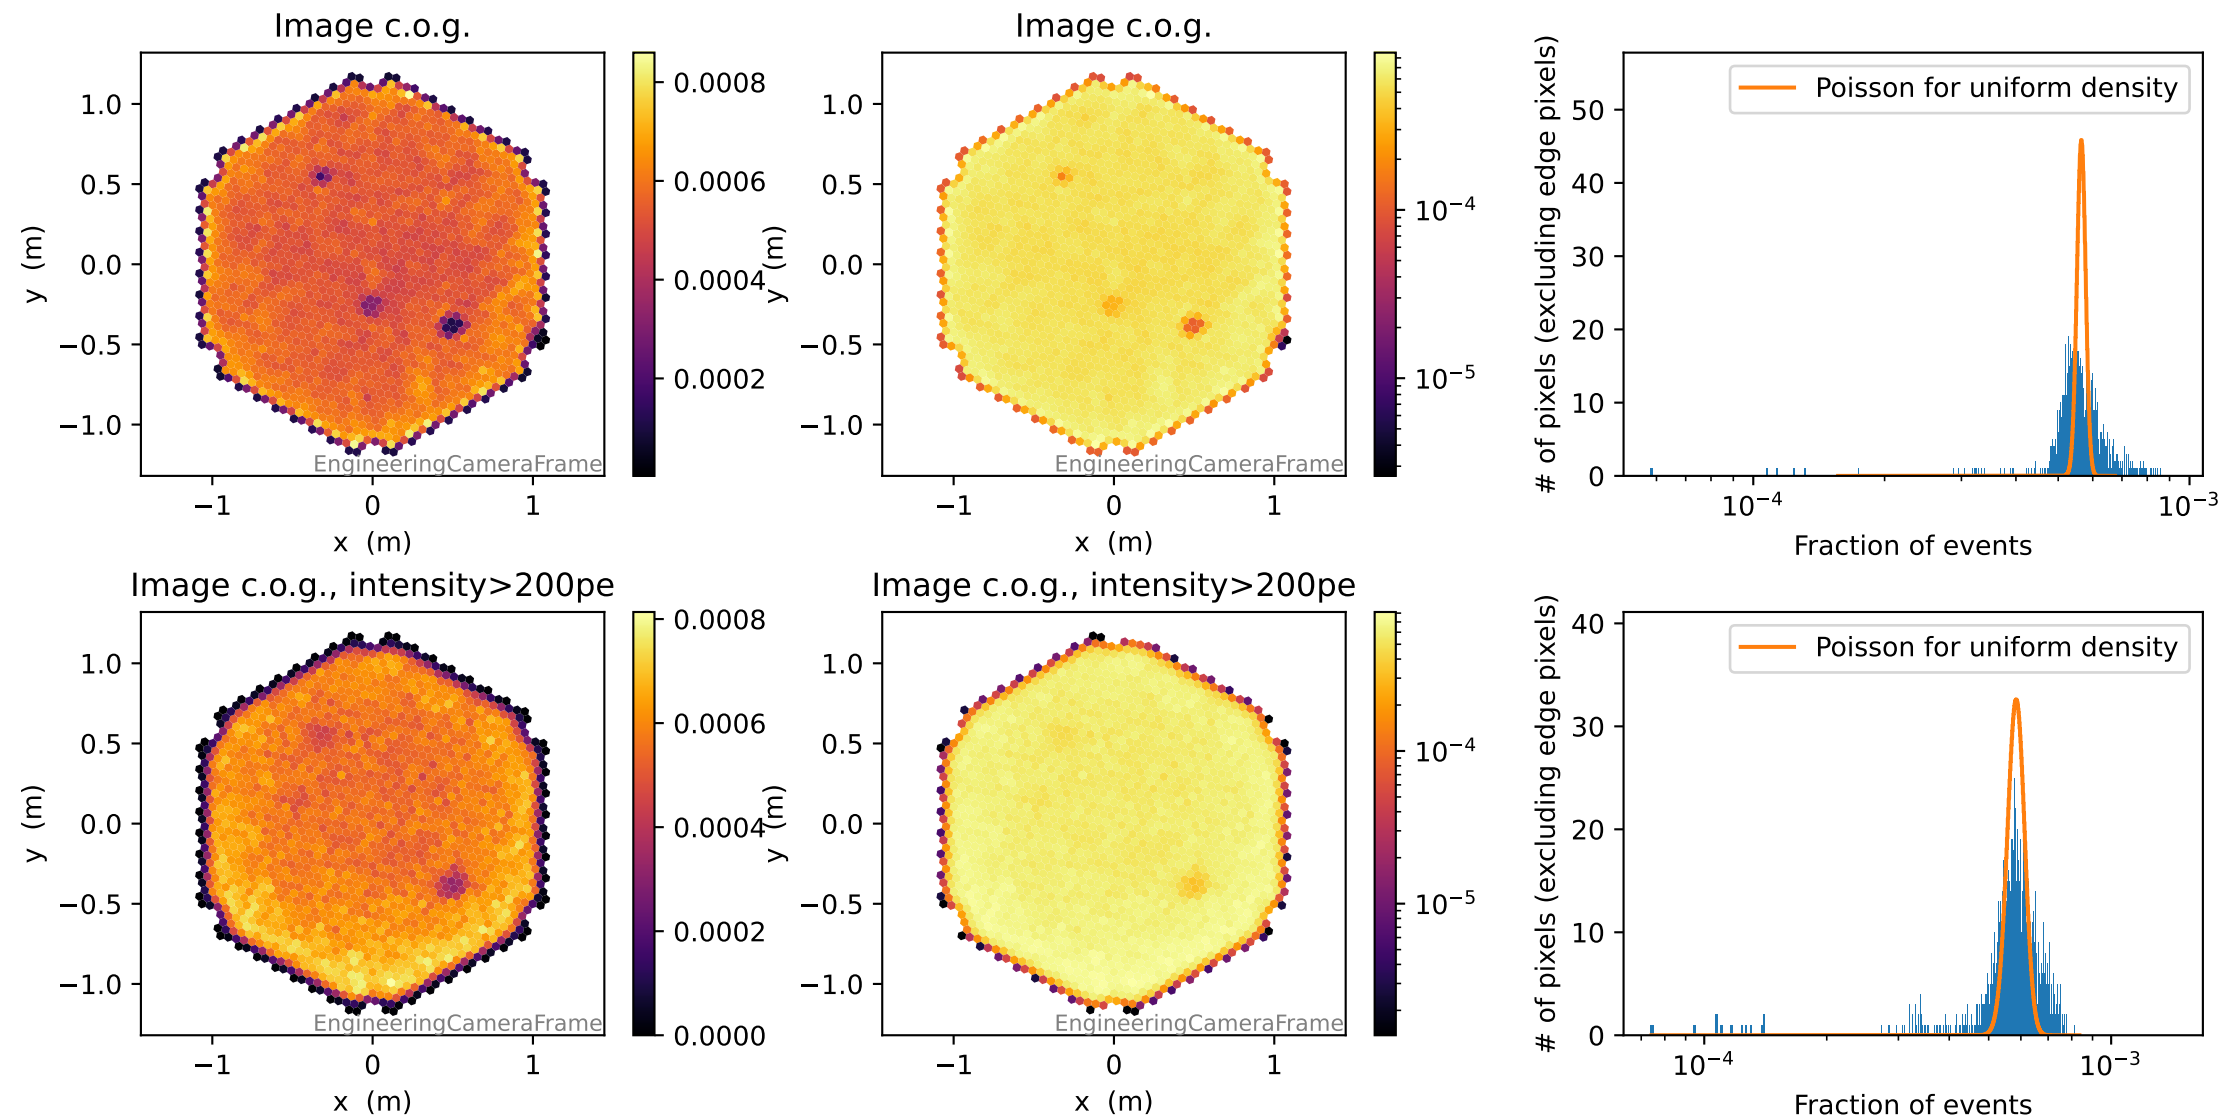 Image c.o.g.
1.0
0.5
0.0
−0.5
−1.0
y (m)
−1 0 1
x (m)
EngineeringCameraFrame
0.0008
0.0006
0.0004
0.0002
Image c.o.g.
1.0
0.5
0.0
−0.5
−1.0
y (m)
−1 0 1
x (m)
EngineeringCameraFrame
10⁻⁴
10⁻⁵
# of pixels (excluding edge pixels)
50
40
30
20
10
0
Poisson for uniform density
10⁻⁴ 10⁻³
Fraction of events
Image c.o.g., intensity>200pe
1.0
0.5
0.0
−0.5
−1.0
y (m)
−1 0 1
x (m)
EngineeringCameraFrame
0.0008
0.0006
0.0004
0.0002
0.0000
Image c.o.g., intensity>200pe
1.0
0.5
0.0
−0.5
−1.0
y (m)
−1 0 1
x (m)
EngineeringCameraFrame
10⁻⁴
10⁻⁵
# of pixels (excluding edge pixels)
40
30
20
10
0
Poisson for uniform density
10⁻⁴ 10⁻³
Fraction of events